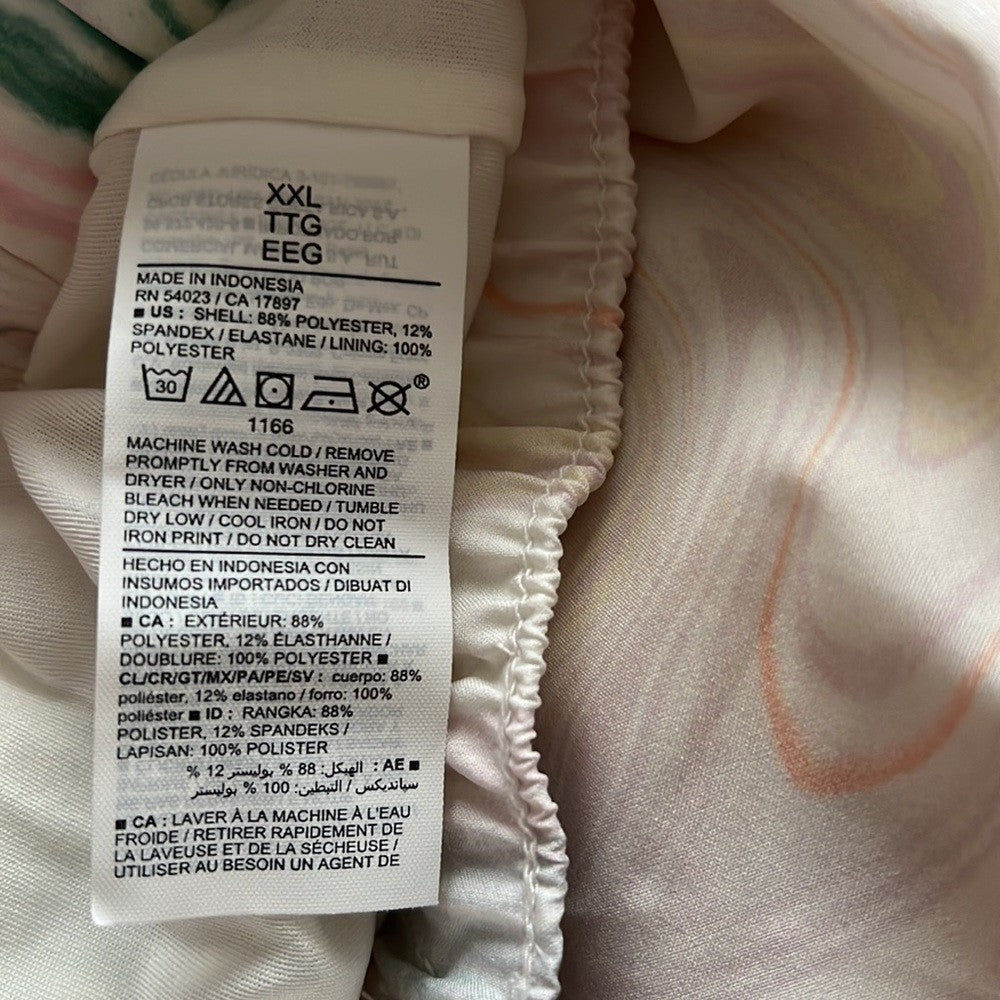 XXL
TTG
EEG
MADE IN INDONESIA
RN 54023 / CA 17897
■ US : SHELL: 88% POLYESTER, 12%
SPANDEX / ELASTANE / LINING: 100%
POLYESTER
30
®
1166
MACHINE WASH COLD / REMOVE
PROMPTLY FROM WASHER AND
DRYER / ONLY NON-CHLORINE
BLEACH WHEN NEEDED / TUMBLE
DRY LOW / COOL IRON / DO NOT
IRON PRINT / DO NOT DRY CLEAN
HECHO EN INDONESIA CON
INSUMOS IMPORTADOS / DIBUAT DI
INDONESIA
■ CA : EXTÉRIEUR: 88%
POLYESTER, 12% ÉLASTHANNE /
DOUBLURE: 100% POLYESTER ■
CL/CR/GT/MX/PA/PE/SV : cuerpo: 88%
poliéster, 12% elastano / forro: 100%
poliéster ■ ID : RANGKA: 88%
POLISTER, 12% SPANDEKS /
LAPISAN: 100% POLISTER
■ AE : الهيكل: 88 % بوليستر 12 %
سباندكس / التبطين: 100 % بوليستر
■ CA : LAVER À LA MACHINE À L'EAU
FROIDE / RETIRER RAPIDEMENT DE
LA LAVEUSE ET DE LA SÉCHEUSE /
UTILISER AU BESOIN UN AGENT DE